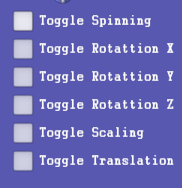 Toggle Spinning
Toggle Rotattion X
Toggle Rotattion Y
Toggle Rotattion Z
Toggle Scaling
Toggle Translation